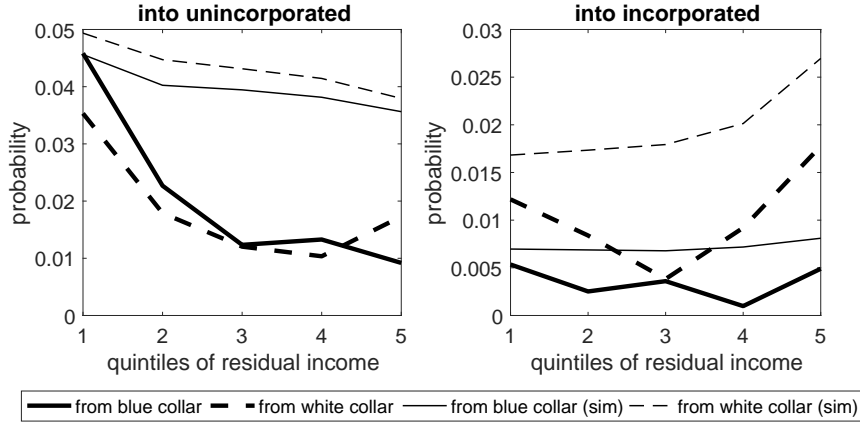 into unincorporated
0.05
0.04
0.03
0.02
0.01
0
probability
1 2 3 4 5
quintiles of residual income
into incorporated
0.03
0.025
0.02
0.015
0.01
0.005
0
probability
1 2 3 4 5
quintiles of residual income
from blue collar from white collar from blue collar (sim) from white collar (sim)